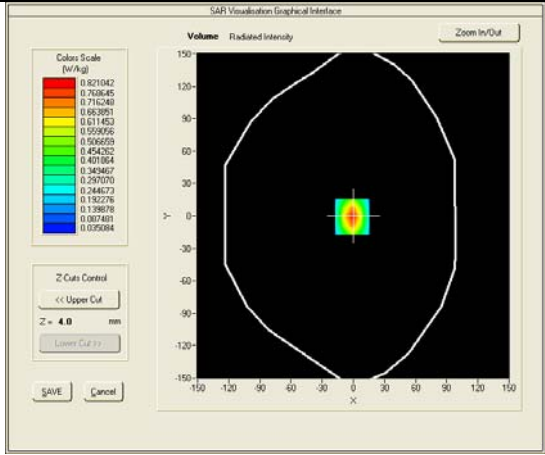 SAR Visualisation Graphical Interface
Volume Radiated Intensity
Zoom In/Out
Colors Scale
(W/kg)
0.821042
0.768645
0.716248
0.663851
0.611453
0.559056
0.506659
0.454262
0.401864
0.349467
0.297070
0.244673
0.192276
0.139878
0.087481
0.035084
Z Cuts Control
<< Upper Cut
Z = 4.0 mm
Lower Cut >>
SAVE
Cancel
150
120
90
60
30
0
-30
-60
-90
-120
-150
Y
-150 -120 -90 -60 -30 0 30 60 90 120 150
X